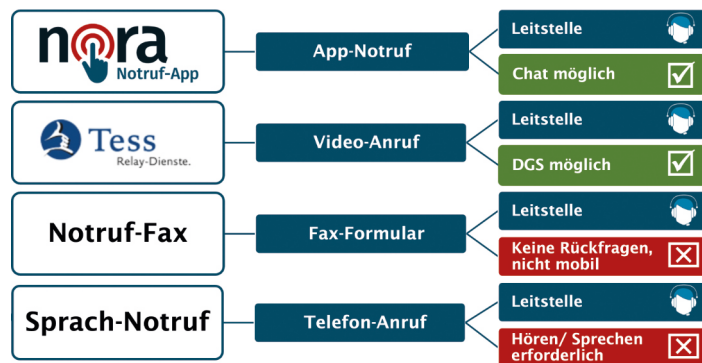 nora
Notruf-App
App-Notruf
Leitstelle
Chat möglich
Tess
Relay-Dienste.
Video-Anruf
Leitstelle
DGS möglich
Notruf-Fax
Fax-Formular
Leitstelle
Keine Rückfragen,
nicht mobil
Sprach-Notruf
Telefon-Anruf
Leitstelle
Hören/ Sprechen
erforderlich